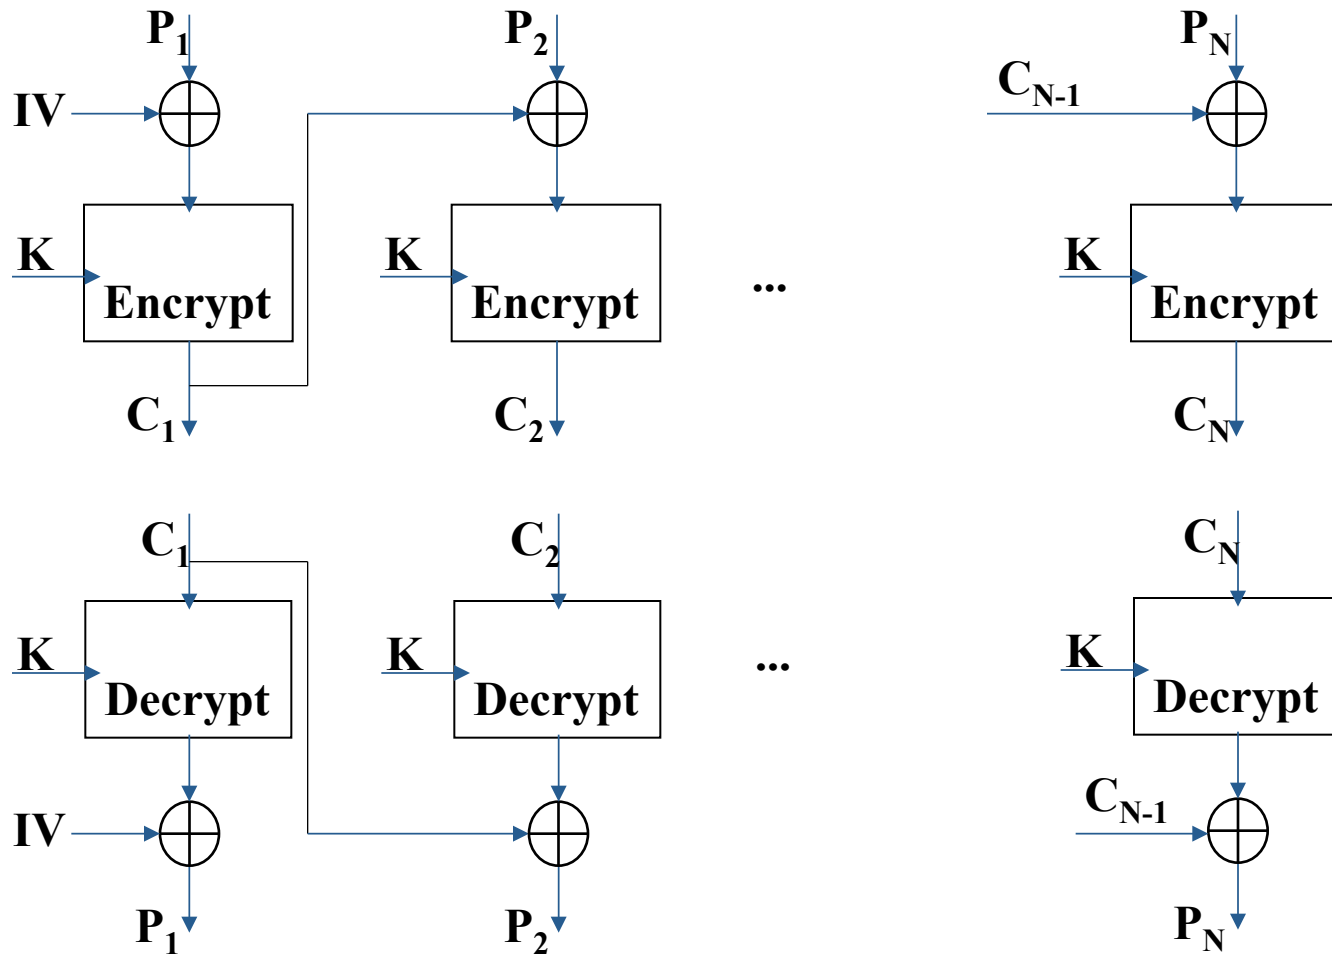 P1 P2 PN
IV CN-1
K K K
Encrypt Encrypt ... Encrypt
C1 C2 CN
C1 C2 CN
K K ... K
Decrypt Decrypt Decrypt
IV CN-1
P1 P2 PN